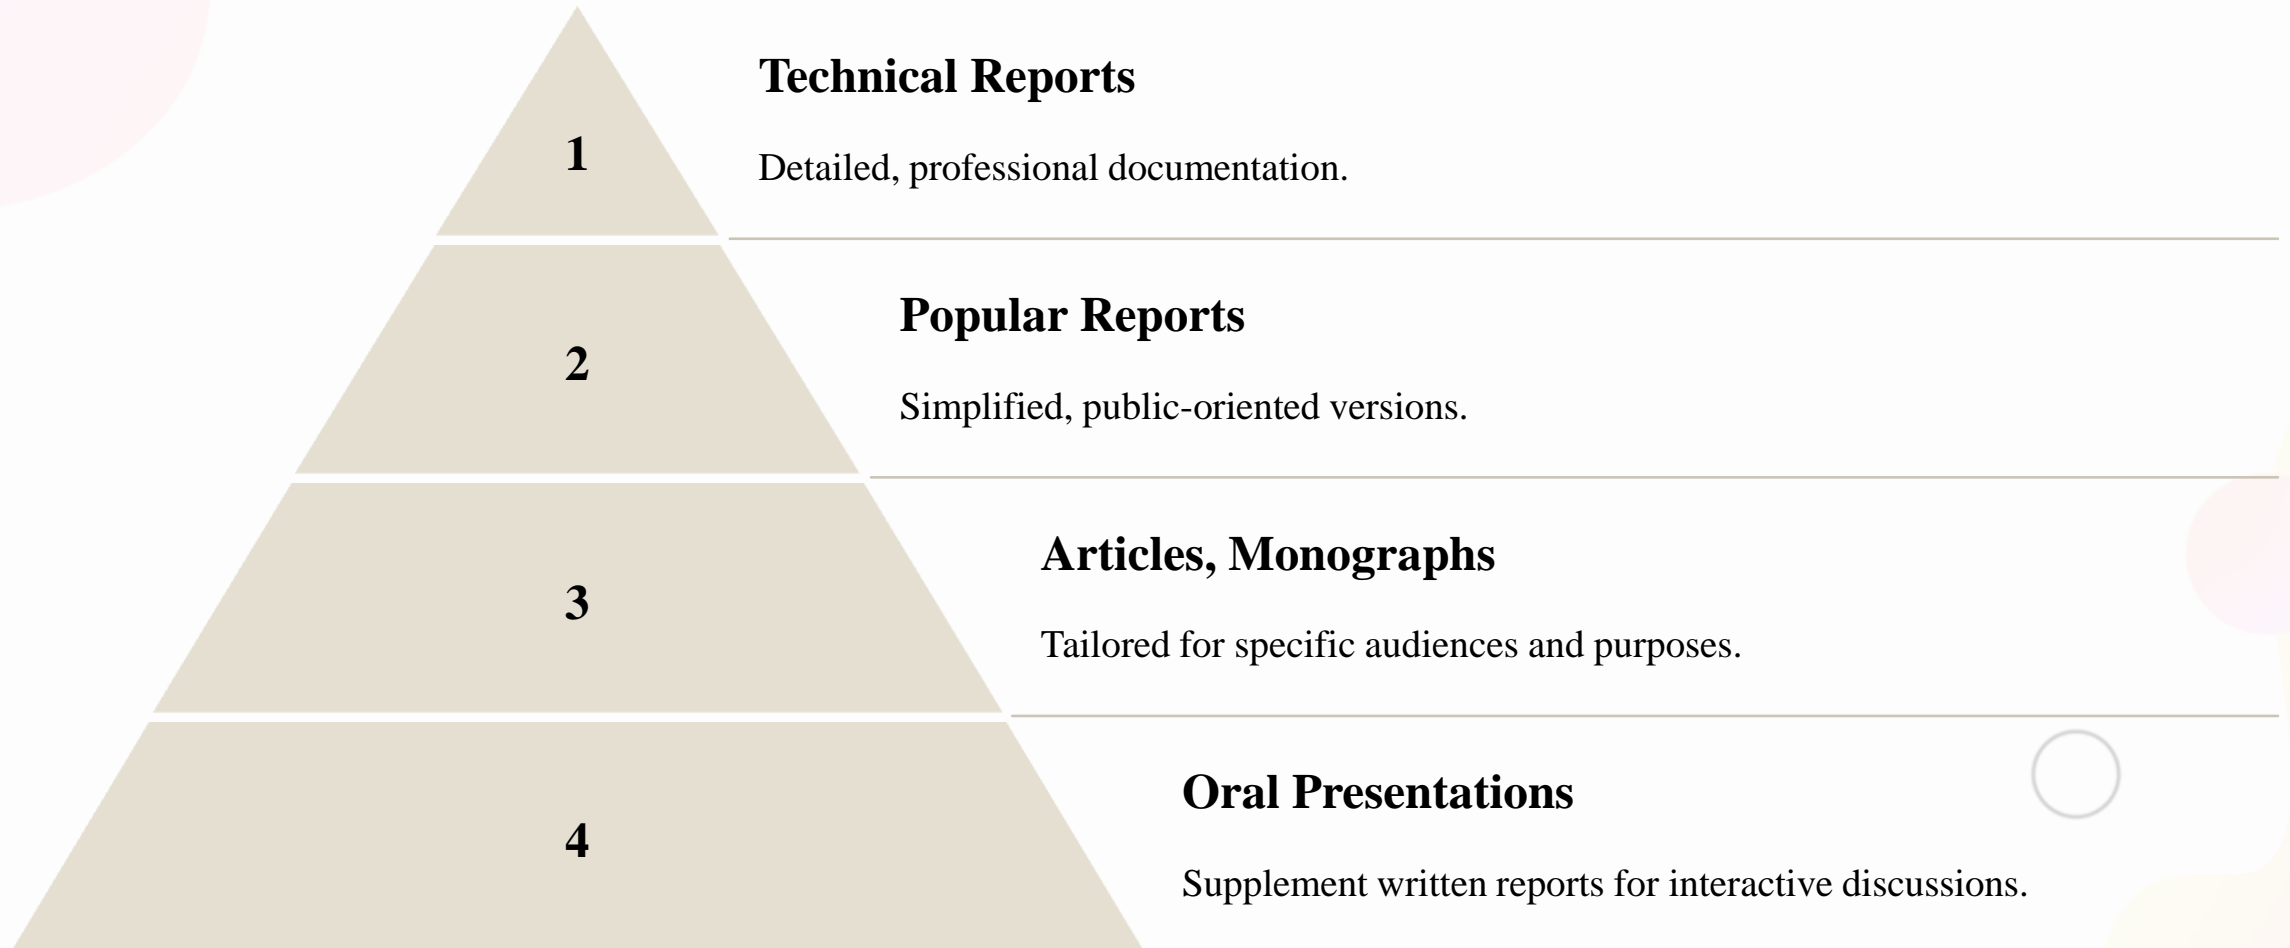 1
Technical Reports
Detailed, professional documentation.
2
Popular Reports
Simplified, public-oriented versions.
3
Articles, Monographs
Tailored for specific audiences and purposes.
4
Oral Presentations
Supplement written reports for interactive discussions.